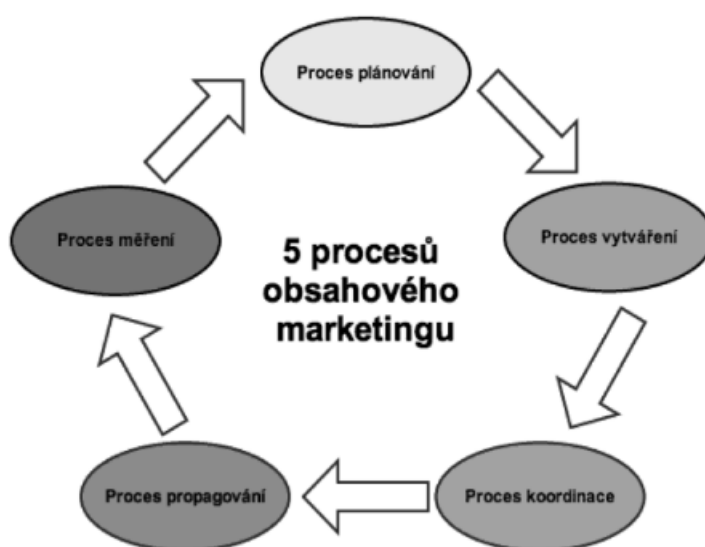 Proces plánování
Proces měření
Proces vytváření
5 procesů
obsahového
marketingu
Proces propagování
Proces koordinace